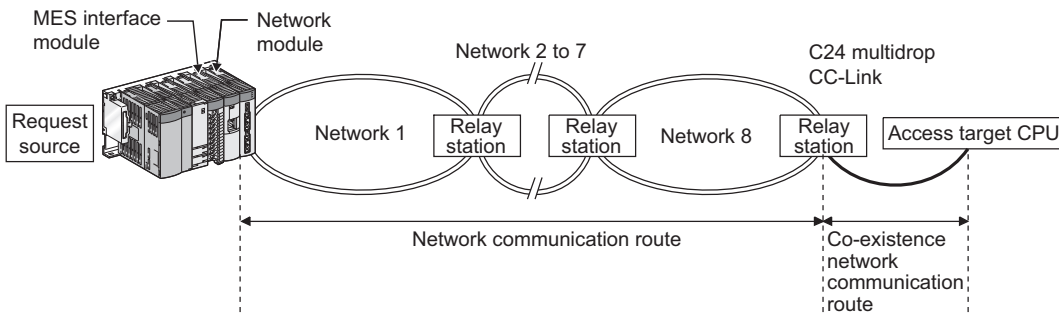 MES interface
module
Network
module
Network 2 to 7
C24 multidrop
CC-Link
Request
source
Network 1
Relay
station
Relay
station
Network 8
Relay
station
Access target CPU
Network communication route
Co-existence
network
communication
route